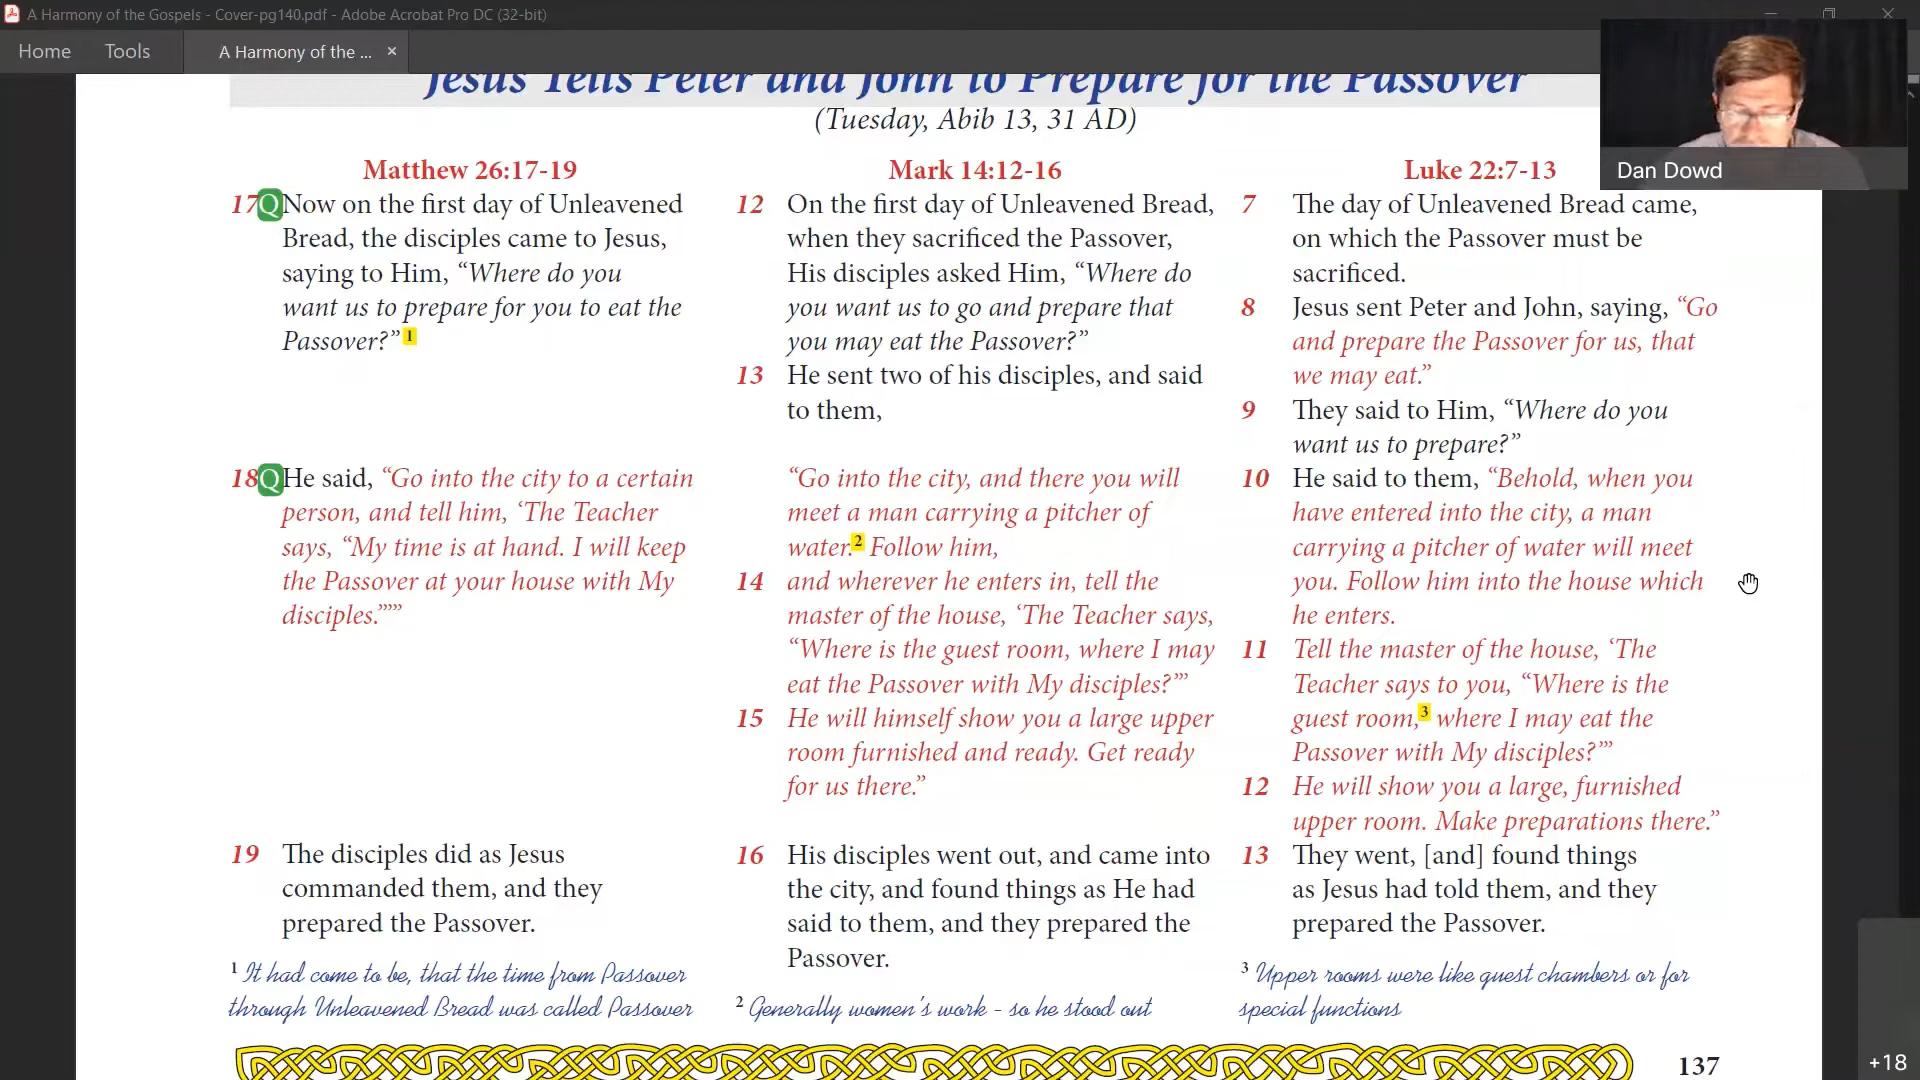 A Harmony of the Gospels - Cover-pg140.pdf - Adobe Acrobat Pro DC (32-bit)
Home Tools A Harmony of the ... ×
Jesus Tells Peter and John to Prepare for the Passover
(Tuesday, Abib 13, 31 AD)
Dan Dowd
Matthew 26:17-19
17 Q Now on the first day of Unleavened
Bread, the disciples came to Jesus,
saying to Him, “Where do you
want us to prepare for you to eat the
Passover?” 1
18 Q He said, “Go into the city to a certain
person, and tell him, ‘The Teacher
says, “My time is at hand. I will keep
the Passover at your house with My
disciples.”’”
19 The disciples did as Jesus
commanded them, and they
prepared the Passover.
1 It had come to be, that the time from Passover
through Unleavened Bread was called Passover
Mark 14:12-16
12 On the first day of Unleavened Bread,
when they sacrificed the Passover,
His disciples asked Him, “Where do
you want us to go and prepare that
you may eat the Passover?”
13 He sent two of his disciples, and said
to them,
“Go into the city, and there you will
meet a man carrying a pitcher of
water. 2 Follow him,
14 and wherever he enters in, tell the
master of the house, ‘The Teacher says,
“Where is the guest room, where I may
eat the Passover with My disciples?”’
15 He will himself show you a large upper
room furnished and ready. Get ready
for us there.”
16 His disciples went out, and came into
the city, and found things as He had
said to them, and they prepared the
Passover.
2 Generally women’s work - so he stood out
Luke 22:7-13
7 The day of Unleavened Bread came,
on which the Passover must be
sacrificed.
8 Jesus sent Peter and John, saying, “Go
and prepare the Passover for us, that
we may eat.”
9 They said to Him, “Where do you
want us to prepare?”
10 He said to them, “Behold, when you
have entered into the city, a man
carrying a pitcher of water will meet
you. Follow him into the house which
he enters.
11 Tell the master of the house, ‘The
Teacher says to you, “Where is the
guest room, 3 where I may eat the
Passover with My disciples?”’
12 He will show you a large, furnished
upper room. Make preparations there.”
13 They went, [and] found things
as Jesus had told them, and they
prepared the Passover.
3 Upper rooms were like guest chambers or for
special functions
137
+18